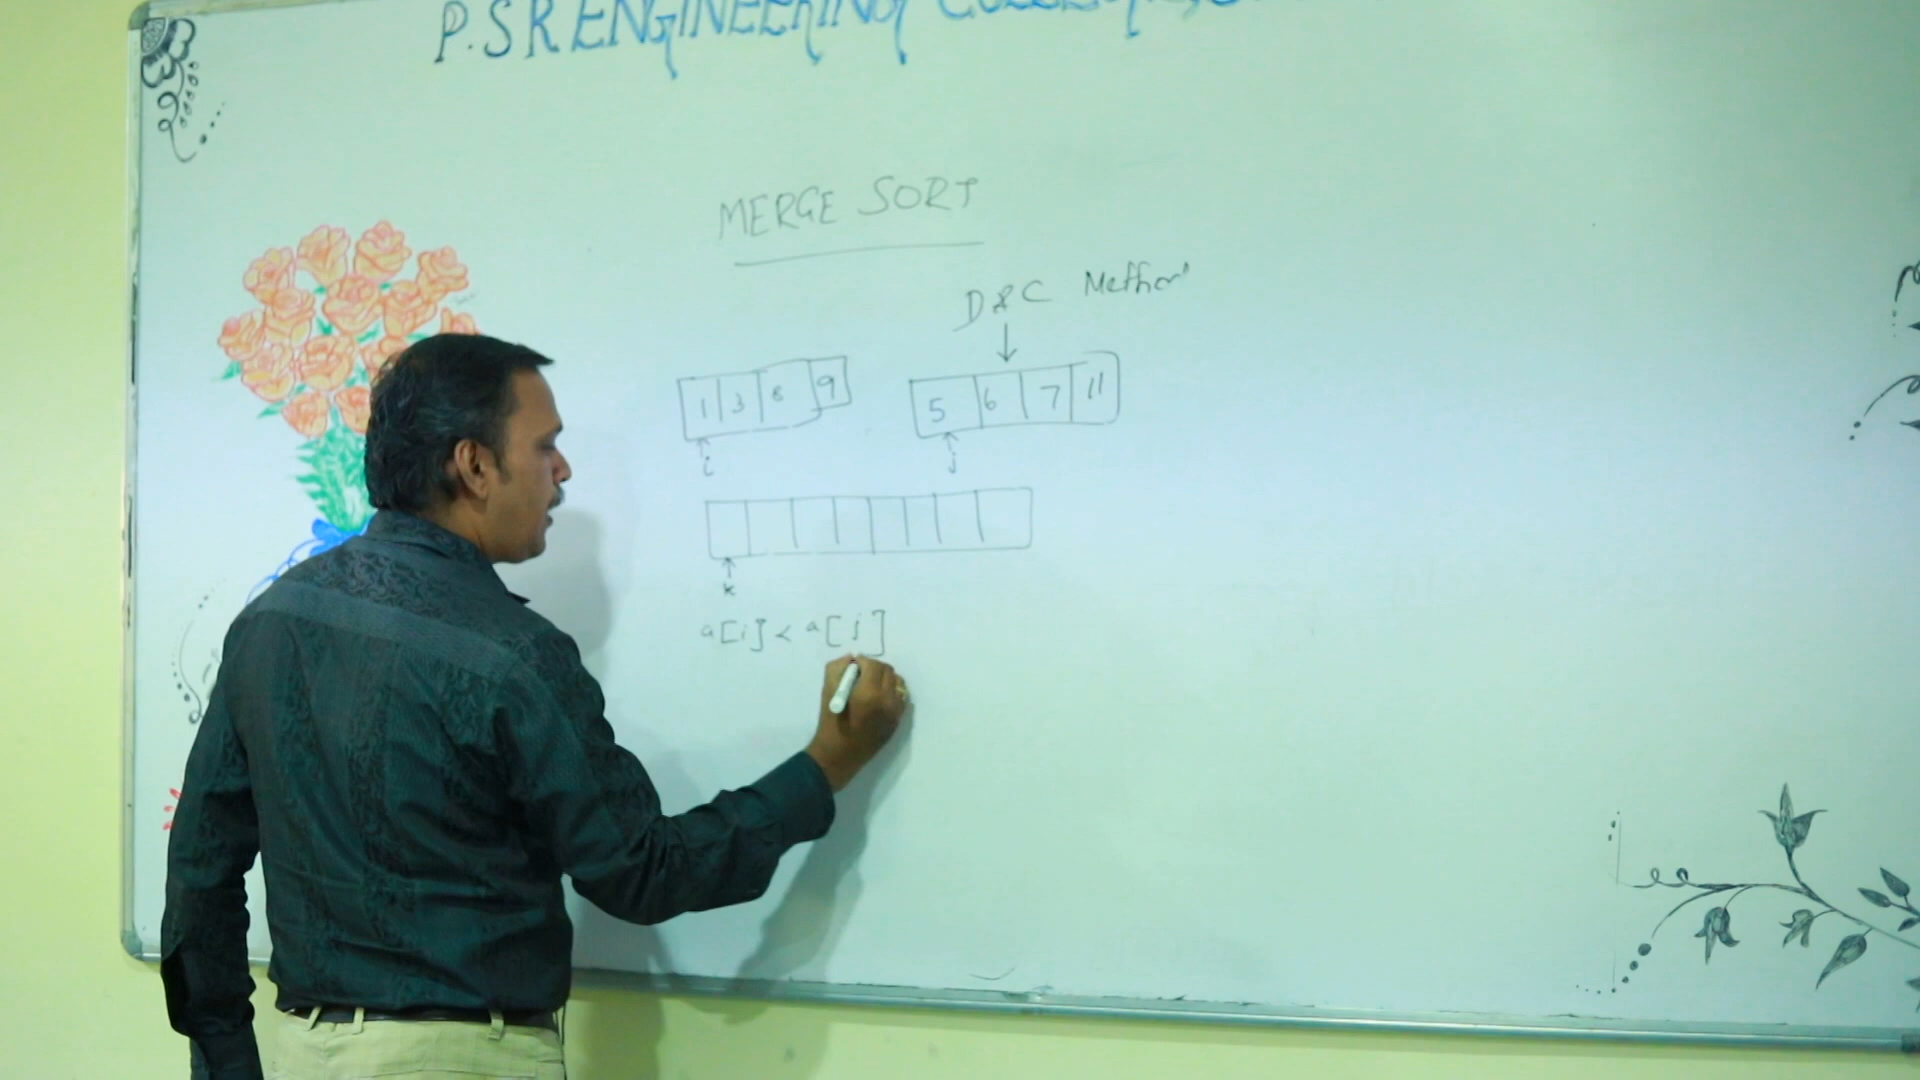 P.S R ENGINEERING
MERGE SORT
D & C Method
1 3 8 9
5 6 7 11
i
j
k
a[i] < a[j]